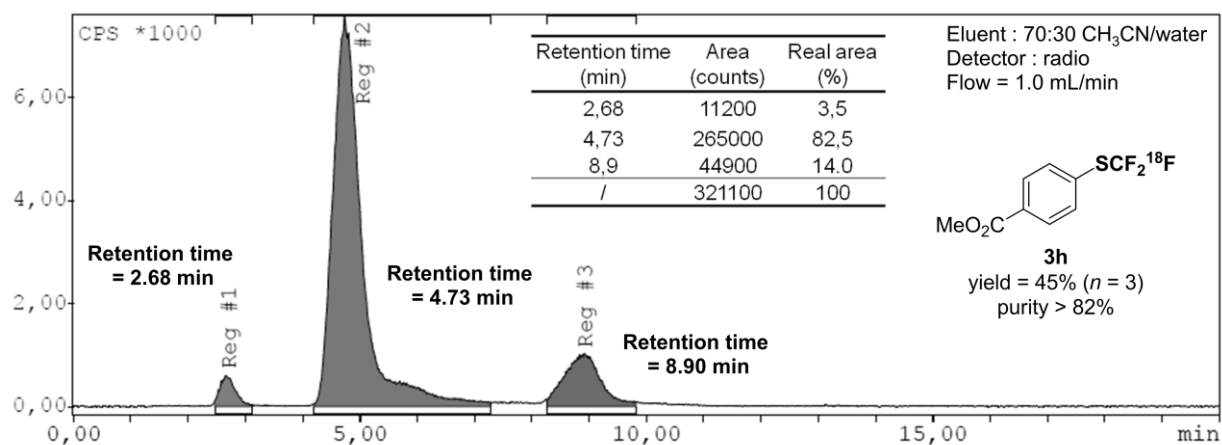 CPS *1000
6,00
4,00
2,00
0,00
0,00
5,00
10,00
15,00
min
Reg #1
Reg #2
Reg #3
Retention time
= 2.68 min
Retention time
= 4.73 min
Retention time
= 8.90 min
Retention time Area Real area
(min) (counts) (%)
2,68 11200 3,5
4,73 265000 82,5
8,9 44900 14.0
/ 321100 100
Eluent : 70:30 CH₃CN/water
Detector : radio
Flow = 1.0 mL/min
SCF₂¹⁸F
MeO₂C
3h
yield = 45% (n = 3)
purity > 82%